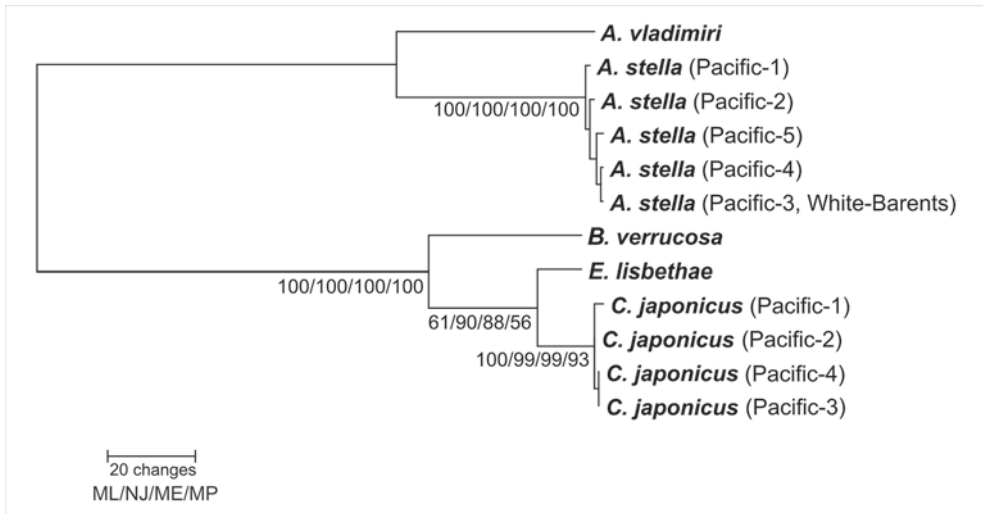 A. vladimiri
A. stella (Pacific-1)
100/100/100/100
A. stella (Pacific-2)
A. stella (Pacific-5)
A. stella (Pacific-4)
A. stella (Pacific-3, White-Barents)
B. verrucosa
E. lisbethae
100/100/100/100
C. japonicus (Pacific-1)
61/90/88/56
C. japonicus (Pacific-2)
100/99/99/93
C. japonicus (Pacific-4)
C. japonicus (Pacific-3)
20 changes
ML/NJ/ME/MP